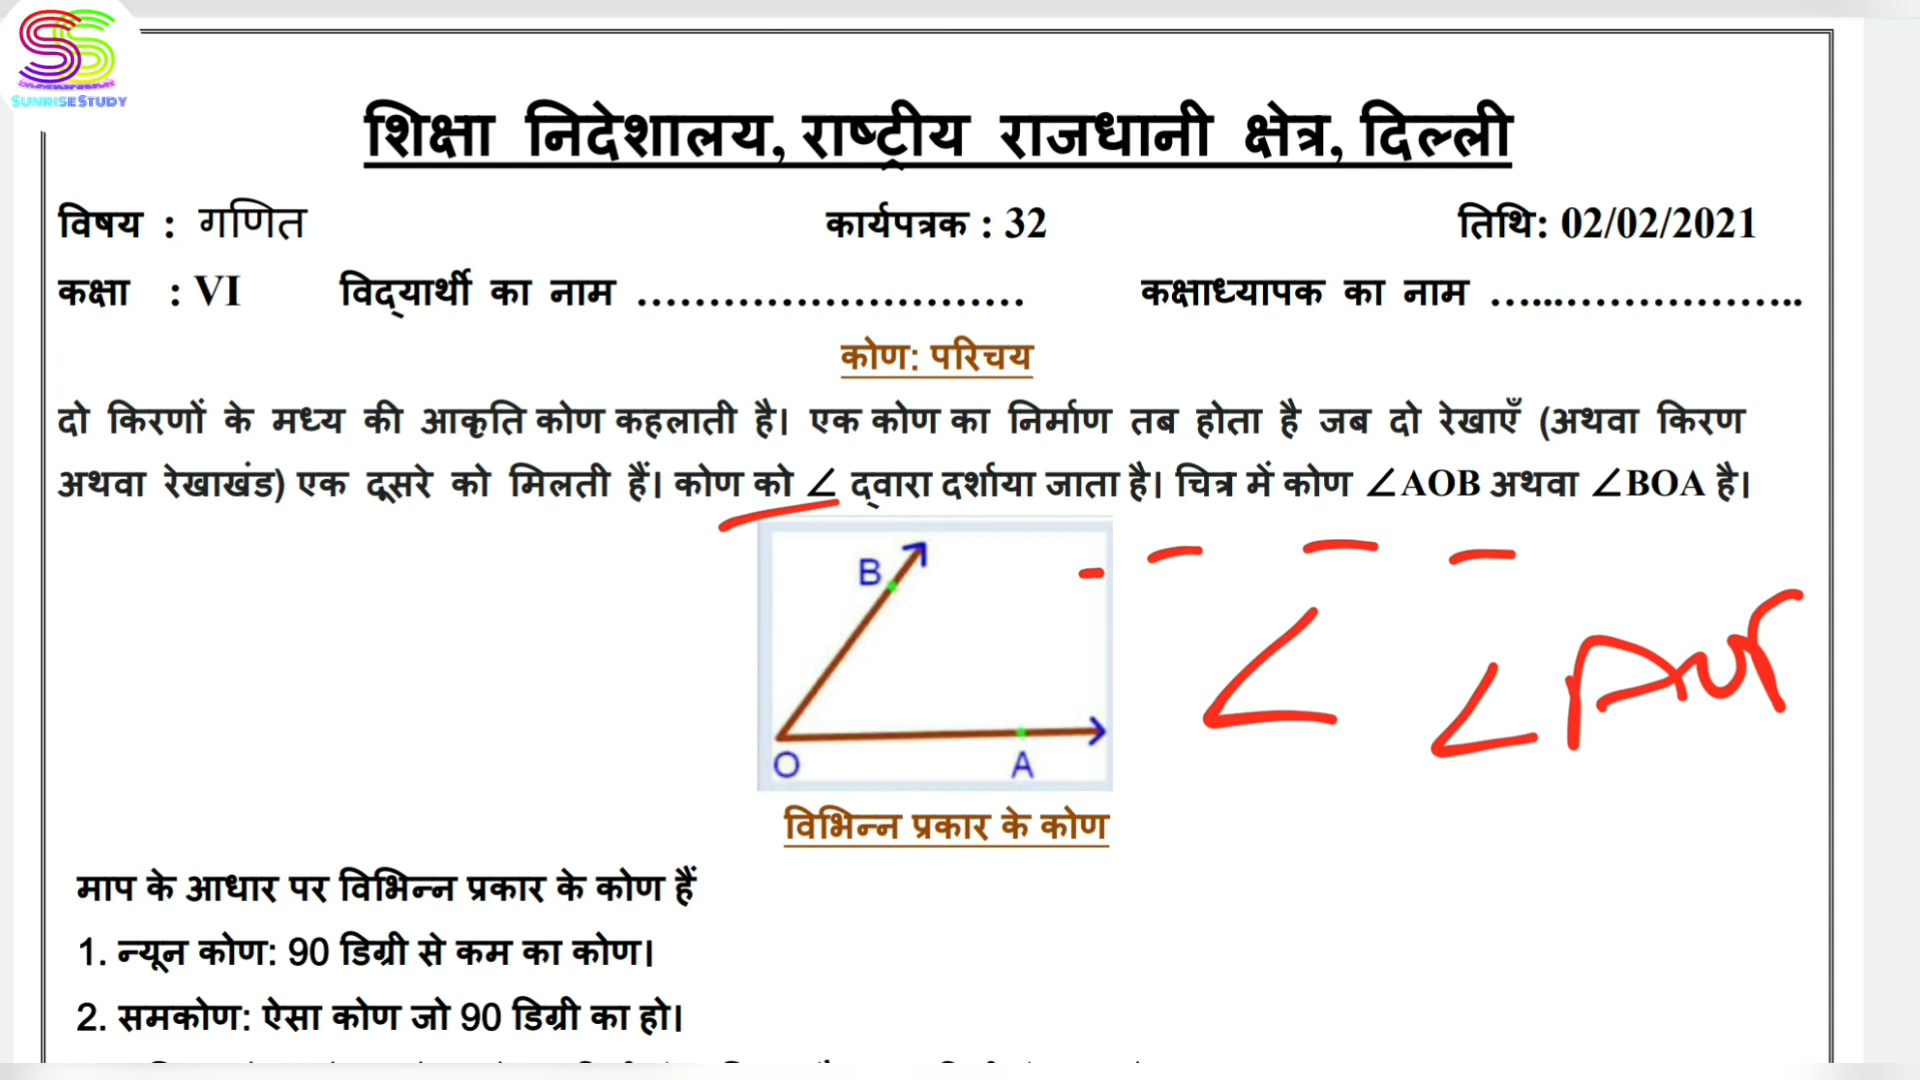 SS
SUNRISE STUDY
शिक्षा निदेशालय, राष्ट्रीय राजधानी क्षेत्र, दिल्ली
विषय : गणित कार्यपत्रक : 32 तिथि: 02/02/2021
कक्षा : VI विद्यार्थी का नाम ........................... कक्षाध्यापक का नाम ......................
कोण: परिचय
दो किरणों के मध्य की आकृति कोण कहलाती है। एक कोण का निर्माण तब होता है जब दो रेखाएँ (अथवा किरण
अथवा रेखाखंड) एक दूसरे को मिलती हैं। कोण को ∠ द्वारा दर्शाया जाता है। चित्र में कोण ∠AOB अथवा ∠BOA है।
B
O A
∠
विभिन्न प्रकार के कोण
माप के आधार पर विभिन्न प्रकार के कोण हैं
1. न्यून कोण: 90 डिग्री से कम का कोण।
2. समकोण: ऐसा कोण जो 90 डिग्री का हो।